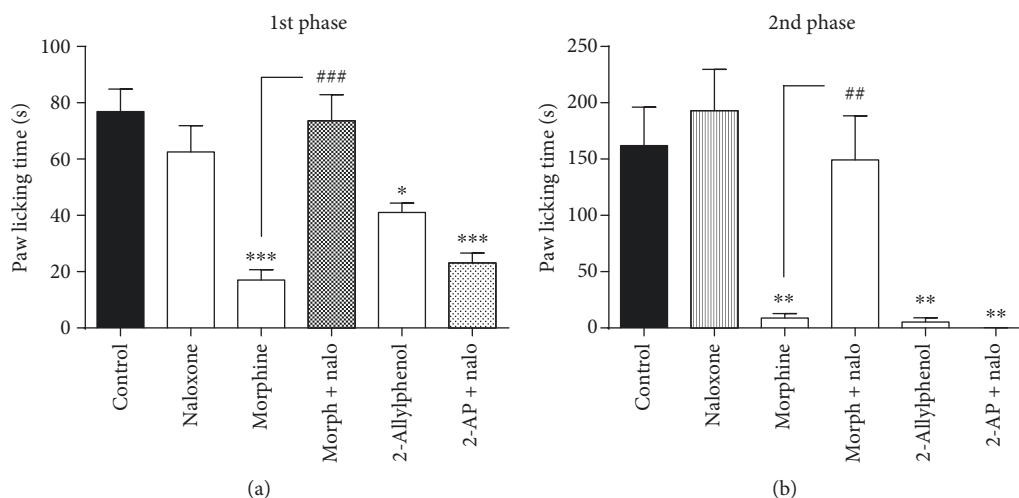 1st phase
Paw licking time (s)
100
80
60
40
20
0
***
###
*
***
Control
Naloxone
Morphine
Morph + nalo
2-Allylphenol
2-AP + nalo
(a)
2nd phase
Paw licking time (s)
250
200
150
100
50
0
**
##
**
**
Control
Naloxone
Morphine
Morph + nalo
2-Allylphenol
2-AP + nalo
(b)